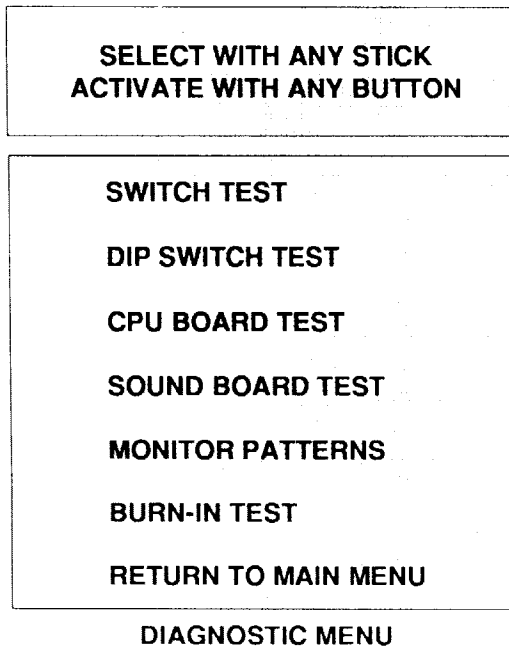 SELECT WITH ANY STICK
ACTIVATE WITH ANY BUTTON
SWITCH TEST
DIP SWITCH TEST
CPU BOARD TEST
SOUND BOARD TEST
MONITOR PATTERNS
BURN-IN TEST
RETURN TO MAIN MENU
DIAGNOSTIC MENU